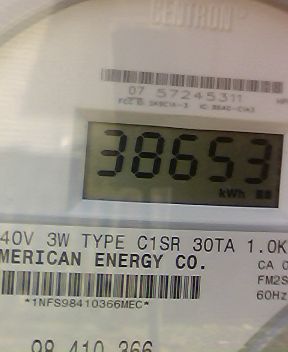 CENTRON®
07 57245311
38653
kWh
40V 3W TYPE C1SR 30TA 1.0K
MERICAN ENERGY CO.
CA 0
FM2S
60Hz
*1NFS98410366MEC*
98 410 366